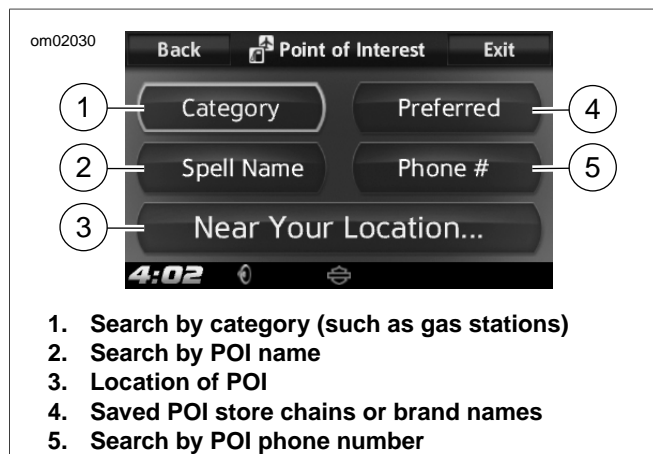 om02030
Back Point of Interest Exit
1 Category Preferred 4
2 Spell Name Phone # 5
3 Near Your Location...
4:02
1. Search by category (such as gas stations)
2. Search by POI name
3. Location of POI
4. Saved POI store chains or brand names
5. Search by POI phone number